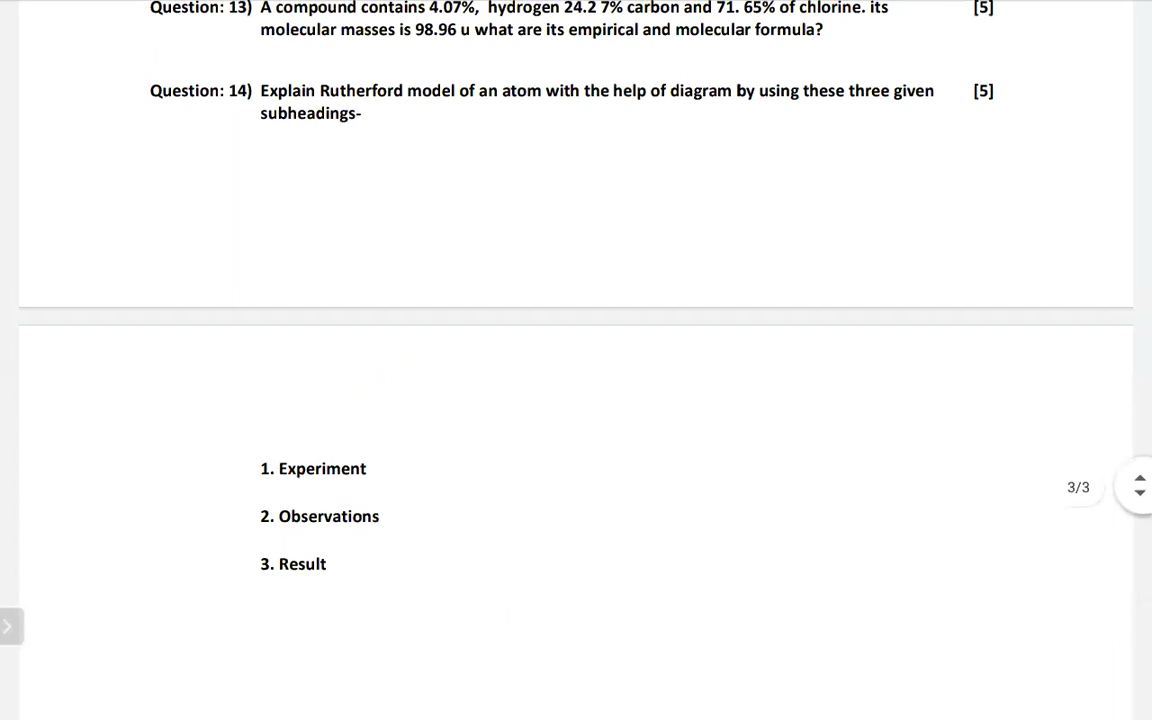 Question: 13) A compound contains 4.07%, hydrogen 24.2 7% carbon and 71. 65% of chlorine. its [5]
molecular masses is 98.96 u what are its empirical and molecular formula?
Question: 14) Explain Rutherford model of an atom with the help of diagram by using these three given [5]
subheadings-
1. Experiment
3/3
2. Observations
3. Result